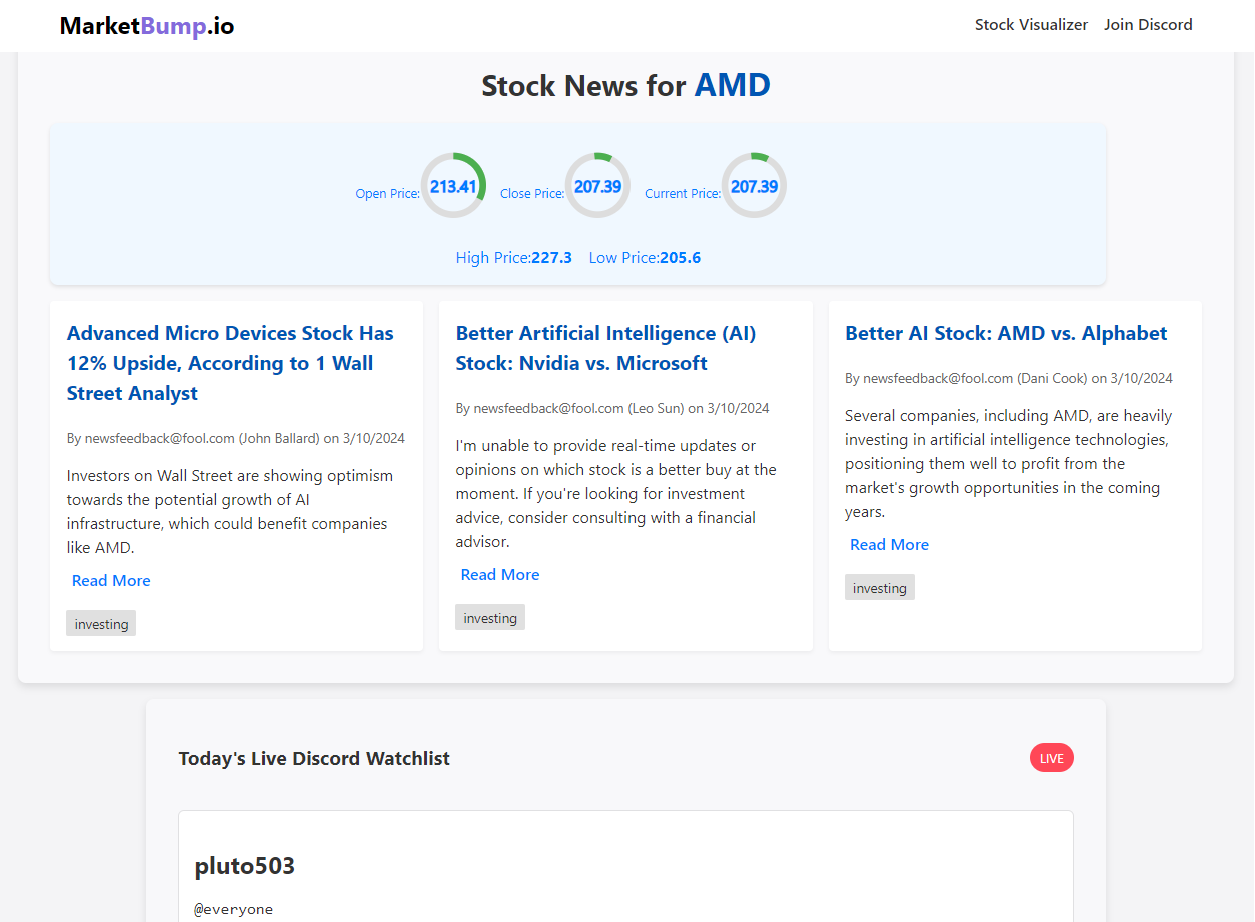 MarketBump.io
Stock Visualizer Join Discord
Stock News for AMD
Open Price: 213.41 Close Price: 207.39 Current Price: 207.39
High Price:227.3 Low Price:205.6
Advanced Micro Devices Stock Has
12% Upside, According to 1 Wall
Street Analyst
By newsfeedback@fool.com (John Ballard) on 3/10/2024
Investors on Wall Street are showing optimism
towards the potential growth of AI
infrastructure, which could benefit companies
like AMD.
Read More
investing
Better Artificial Intelligence (AI)
Stock: Nvidia vs. Microsoft
By newsfeedback@fool.com (Leo Sun) on 3/10/2024
I'm unable to provide real-time updates or
opinions on which stock is a better buy at the
moment. If you're looking for investment
advice, consider consulting with a financial
advisor.
Read More
investing
Better AI Stock: AMD vs. Alphabet
By newsfeedback@fool.com (Dani Cook) on 3/10/2024
Several companies, including AMD, are heavily
investing in artificial intelligence technologies,
positioning them well to profit from the
market's growth opportunities in the coming
years.
Read More
investing
Today's Live Discord Watchlist
LIVE
pluto503
@everyone